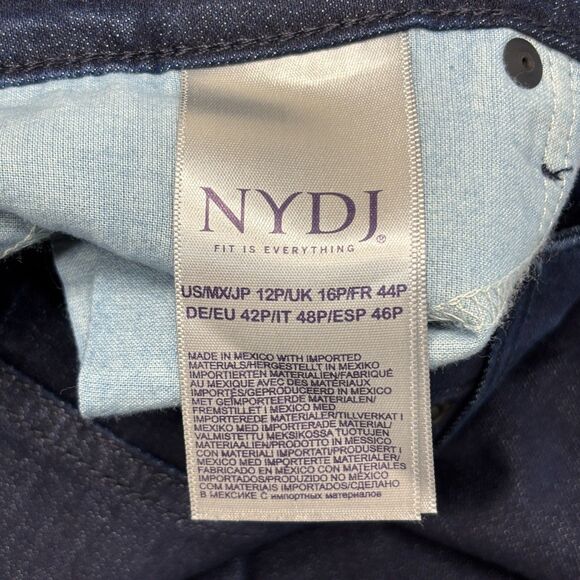 NYDJ®
FIT IS EVERYTHING
US/MX/JP 12P/UK 16P/FR 44P
DE/EU 42P/IT 48P/ESP 46P
MADE IN MEXICO WITH IMPORTED
MATERIALS/HERGESTELLT IN MEXIKO
IMPORTIERTEN MATERIALIEN/FABRIQUÉ
AU MEXIQUE AVEC DES MATÉRIAUX
IMPORTÉS/GEPRODUCEERD IN MEXICO
MET GEÏMPORTEERDE MATERIALEN/
FREMSTILLET I MEXICO MED
IMPORTEREDE MATERIALER/TILLVERKAT I
MEXICO MED IMPORTERADE MATERIAL/
VALMISTETTU MEKSIKOSSA TUOTUJEN
MATERIAALIEN/PRODOTTO IN MESSICO
CON MATERIALI IMPORTATI/PRODUSERT I
MEXICO MED IMPORTERTE MATERIALER/
FABRICADO EN MÉXICO CON MATERIALES
IMPORTADOS/PRODUZIDO NO MÉXICO
COM MATERIAIS IMPORTADOS/СДЕЛАНО
В МЕКСИКЕ С импортных материалов